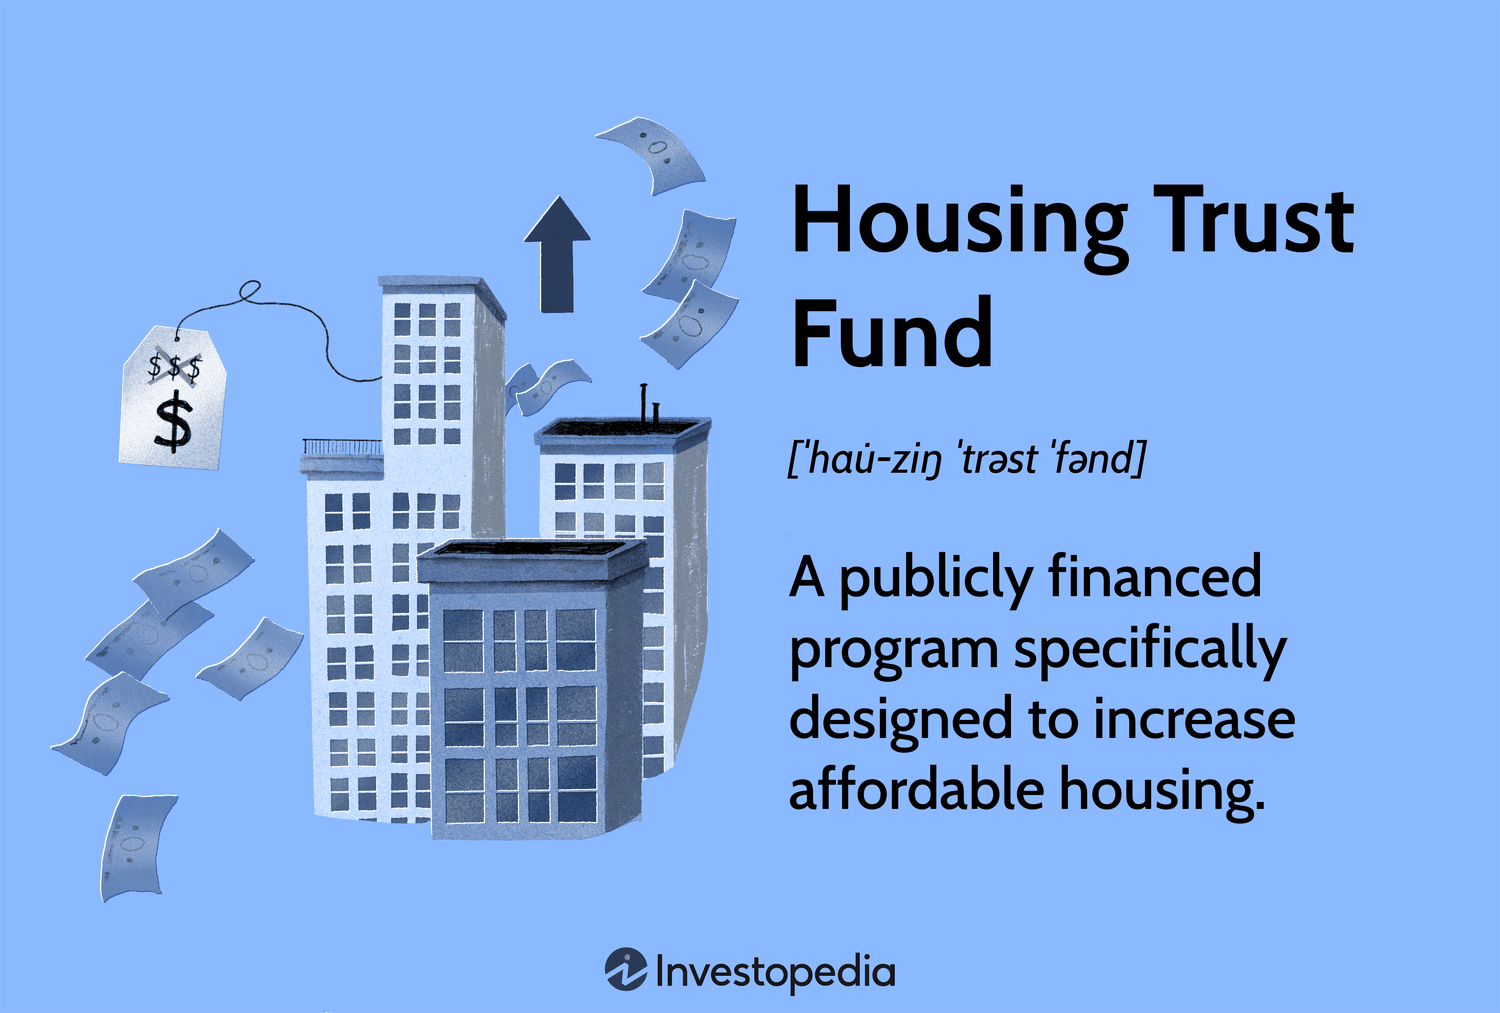 Housing Trust
Fund
[ˈhau̇-ziŋ ˈtrəst ˈfənd]
$$$
$
A publicly financed
program specifically
designed to increase
affordable housing.
Investopedia